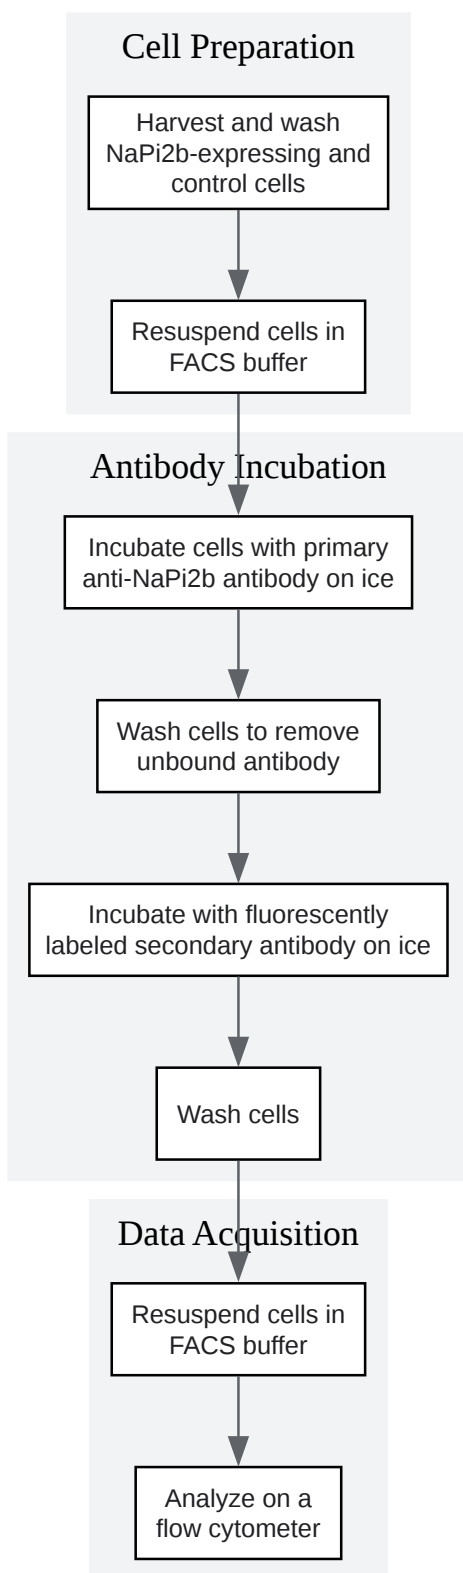 Cell Preparation
Harvest and wash
NaPi2b-expressing and
control cells
Resuspend cells in
FACS buffer
Antibody Incubation
Incubate cells with primary
anti-NaPi2b antibody on ice
Wash cells to remove
unbound antibody
Incubate with fluorescently
labeled secondary antibody on ice
Wash cells
Data Acquisition
Resuspend cells in
FACS buffer
Analyze on a
flow cytometer